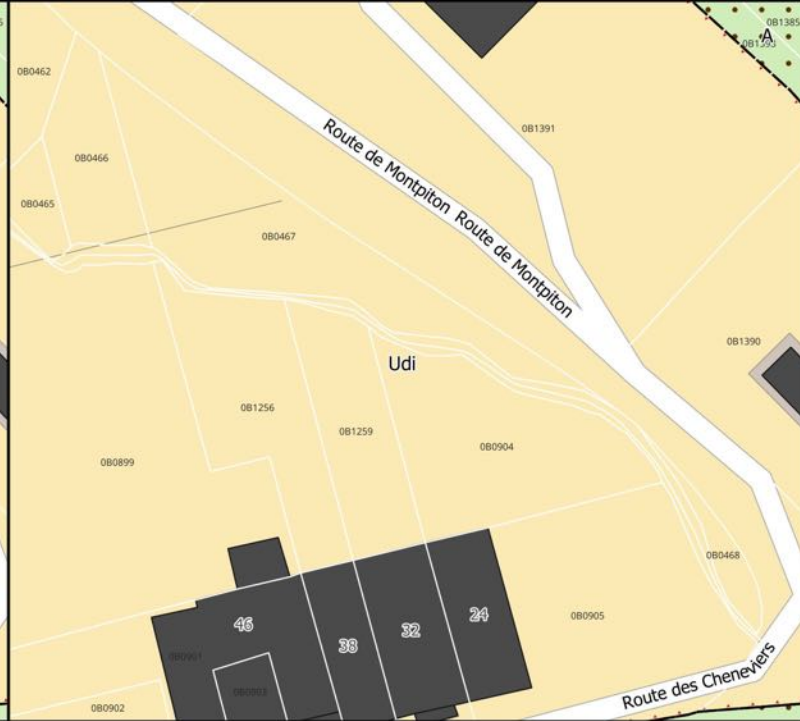 0B1385
A
0B1393
0B0462
0B1391
0B0466
Route de Montpiton
Route de Montpiton
0B0465
0B0467
0B1390
Udi
0B1256
0B1259
0B0904
0B0899
0B0468
0B0905
24
46
32
38
0B0901
Route des Cheneviers
0B0903
0B0902